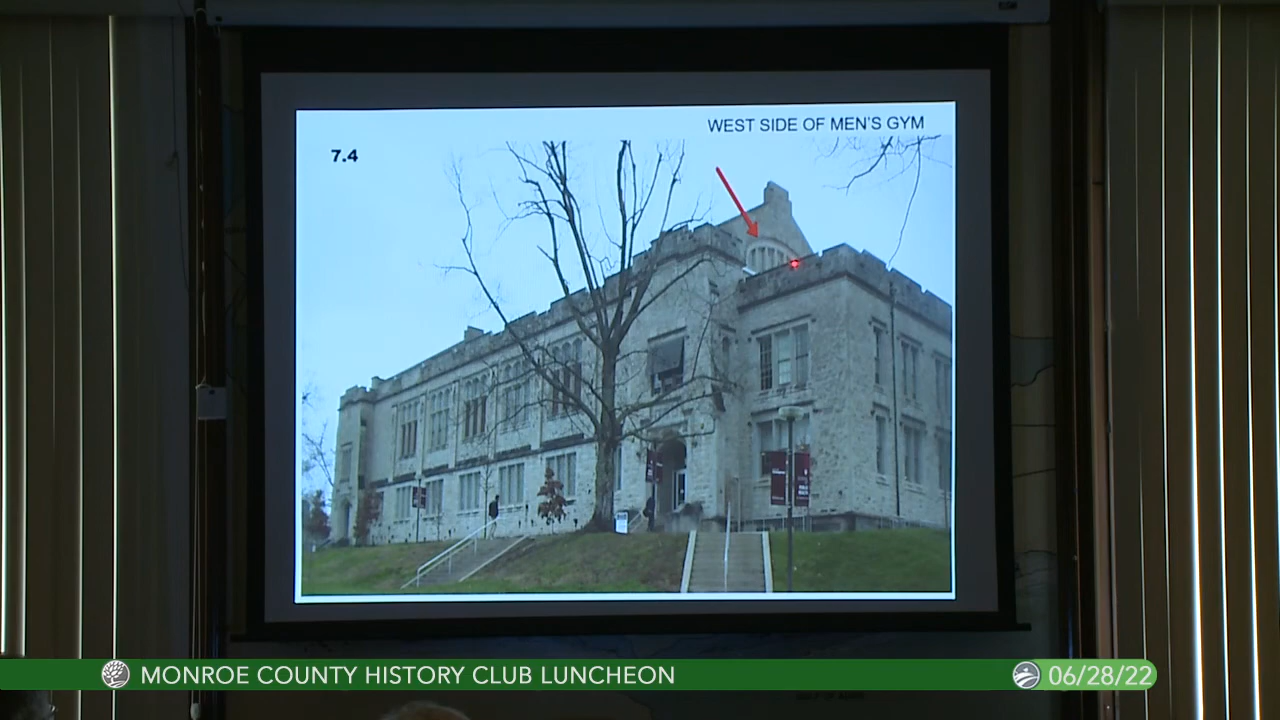 WEST SIDE OF MEN'S GYM
7.4
MONROE COUNTY HISTORY CLUB LUNCHEON
06/28/22